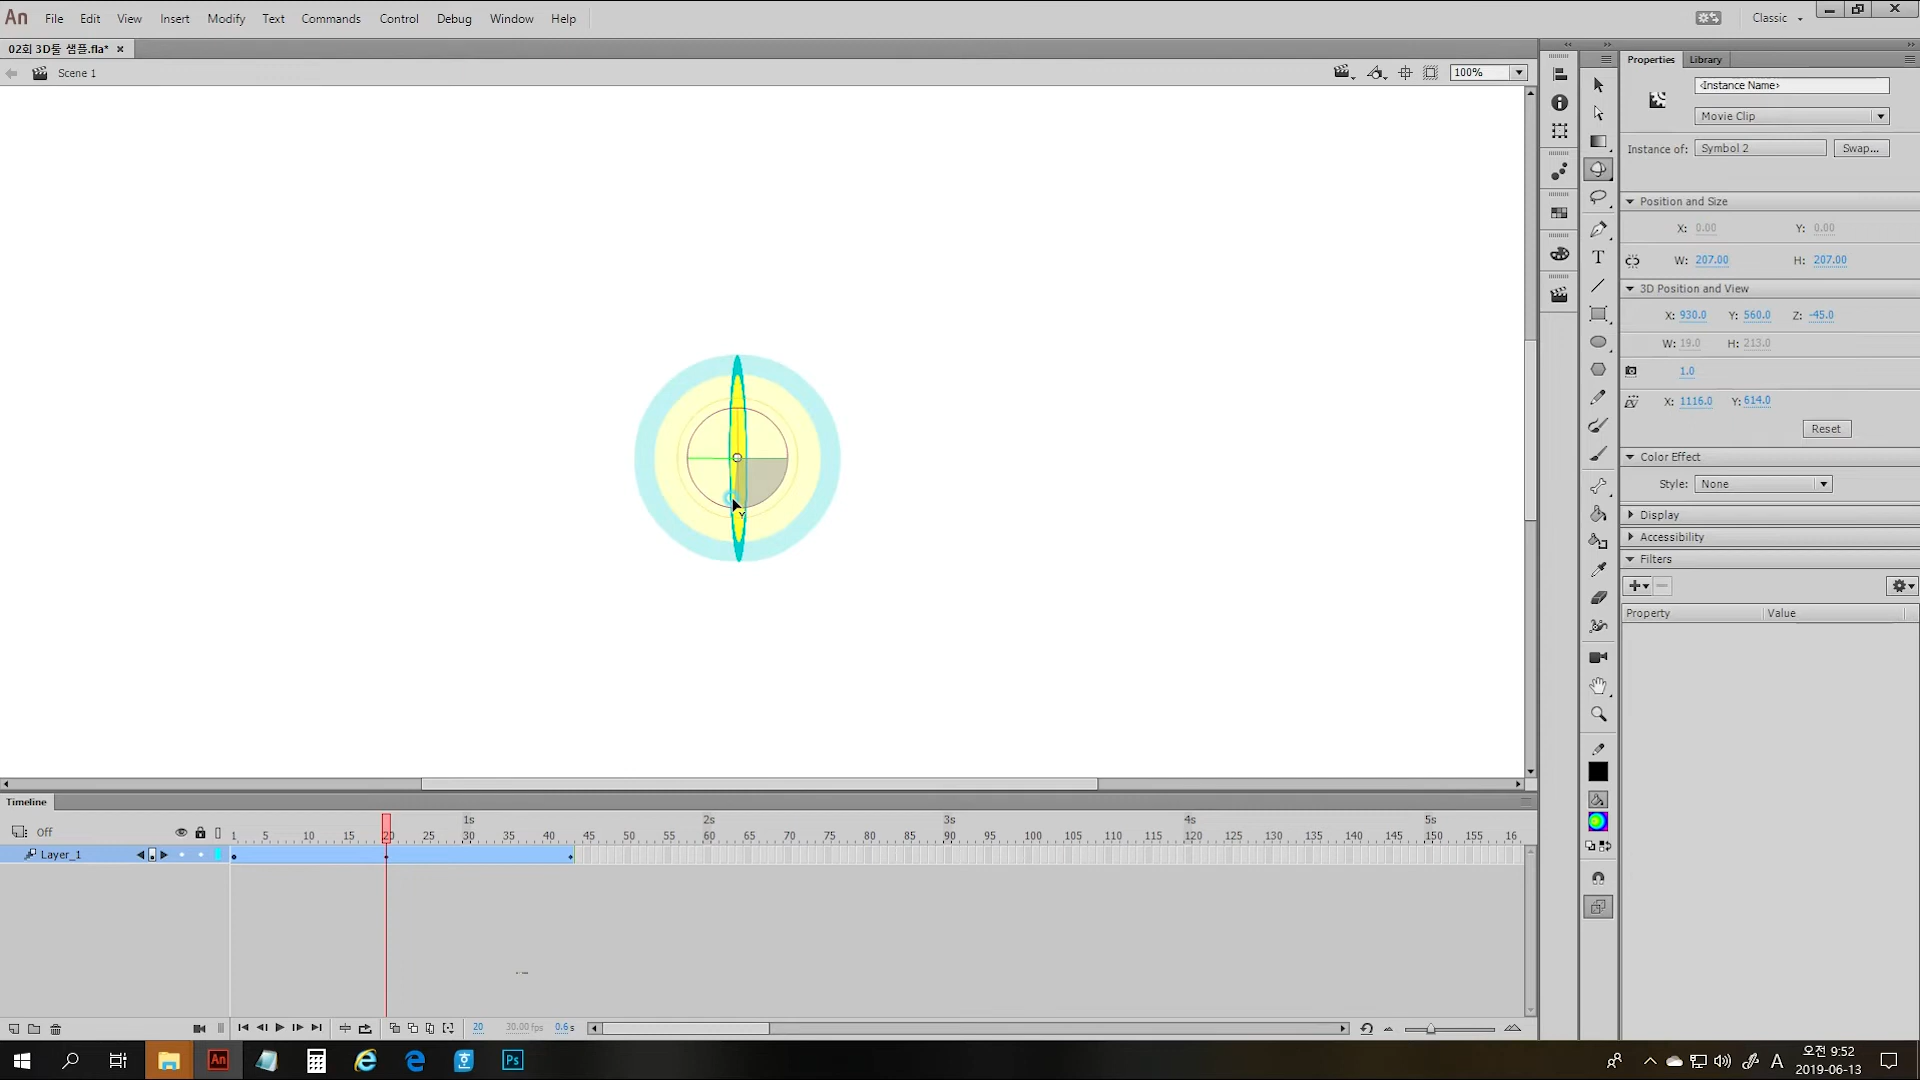 An File Edit View Insert Modify Text Commands Control Debug Window Help Classic
02회 3D툴 샘플.fla*
Scene 1 100%
Properties Library
<Instance Name>
Movie Clip
Instance of: Symbol 2 Swap...
Position and Size
X: 0.00 Y: 0.00
W: 207.00 H: 207.00
3D Position and View
X: 930.0 Y: 560.0 Z: -45.0
W: 19.0 H: 213.0
1.0
X: 1116.0 Y: 614.0
Reset
Color Effect
Style: None
Display
Accessibility
Filters
Property Value
T
Y
Timeline
1s 2s 3s 4s 5s
Off 1 5 10 15 20 25 30 35 40 45 50 55 60 65 70 75 80 85 90 95 100 105 110 115 120 125 130 135 140 145 150 155 16
Layer_1
20 30.00 fps 0.6 s
An Ps A 오전 9:52
2019-06-13